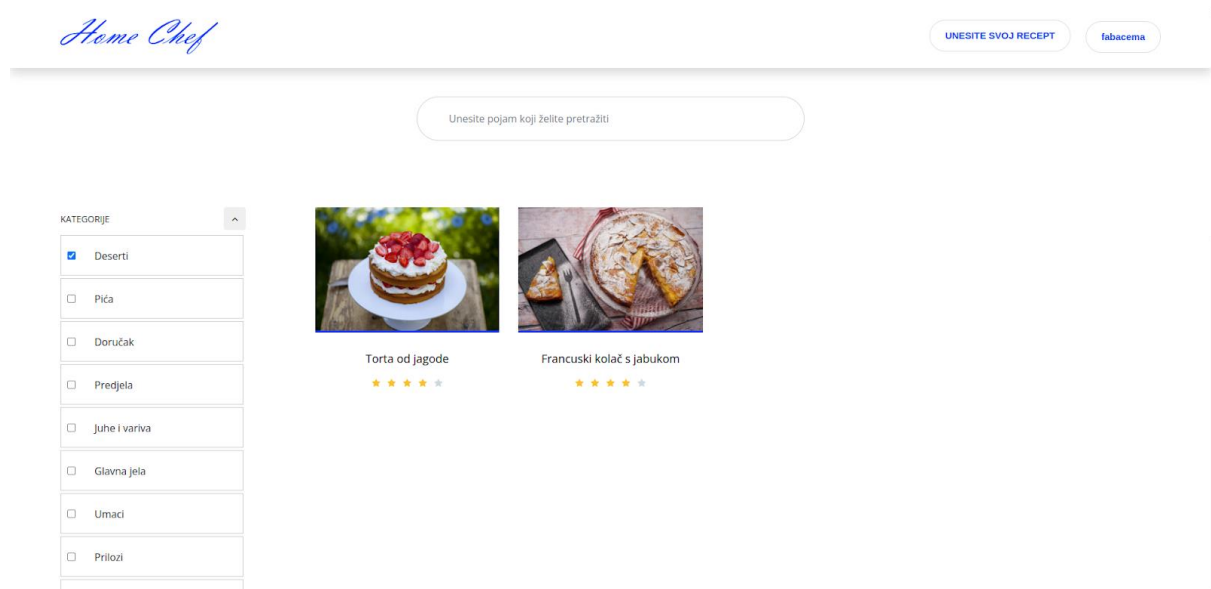 Home Chef
UNESITE SVOJ RECEPT
fabacema
Unesite pojam koji želite pretražiti
KATEGORIJE
Deserti
Pića
Doručak
Predjela
Juhe i variva
Glavna jela
Umaci
Prilozi
Torta od jagode
Francuski kolač s jabukom